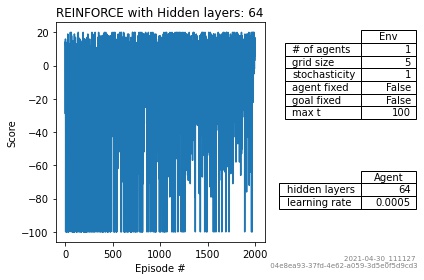 REINFORCE with Hidden layers: 64
20
0
−20
−40
−60
−80
−100
Score
0
500
1000
1500
2000
Episode #
Env
# of agents 1
grid size 5
stochasticity 1
agent fixed False
goal fixed False
max t 100
Agent
hidden layers 64
learning rate 0.0005
2021-04-30_111127
04e8ea93-37fd-4e62-a059-3d5e0f5d9cd3